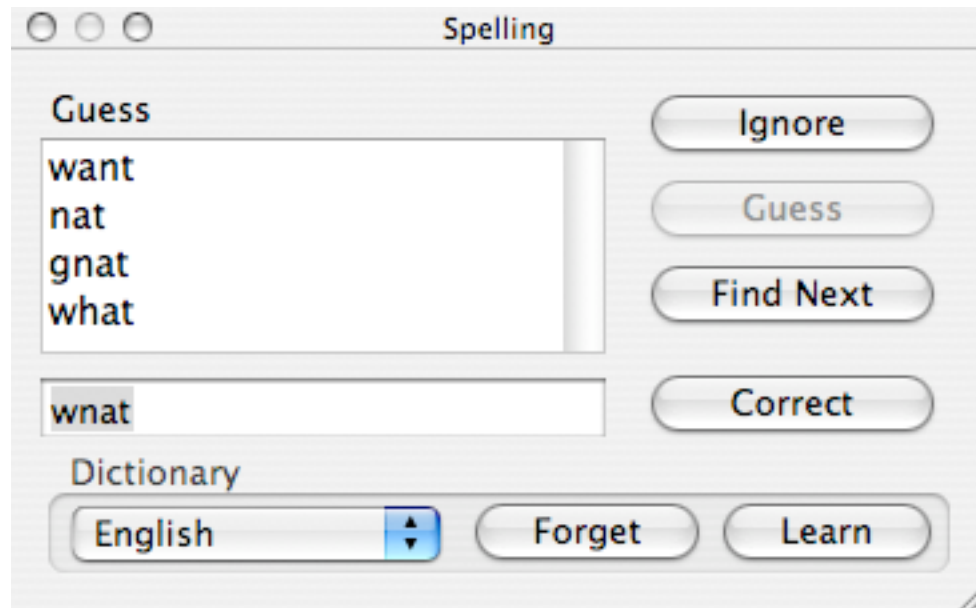 Spelling
Guess
want
nat
gnat
what
wnat
Ignore
Guess
Find Next
Correct
Dictionary
English
Forget
Learn